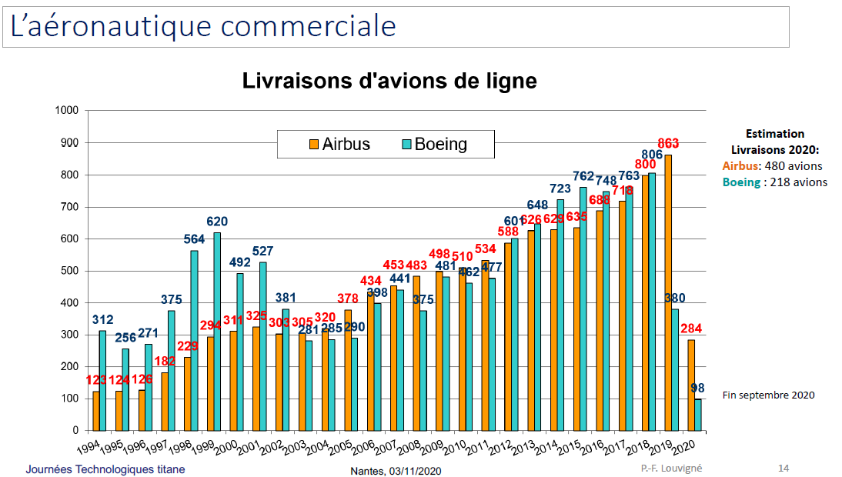 L'aéronautique commerciale
Livraisons d'avions de ligne
1000
900
800
700
600
500
400
300
200
100
0
Airbus
Boeing
123 124 126 182 229 294 311 325 303 305 320 378 434 453 483 498 510 534 588 626 629 635 688 718 800 863 284
312 256 271 375 564 620 492 527 381 281 285 290 398 441 375 481 462 477 601 648 723 762 748 763 806 380 98
1994 1995 1996 1997 1998 1999 2000 2001 2002 2003 2004 2005 2006 2007 2008 2009 2010 2011 2012 2013 2014 2015 2016 2017 2018 2019 2020
Estimation
Livraisons 2020:
Airbus: 480 avions
Boeing : 218 avions
Fin septembre 2020
Journées Technologiques titane
Nantes, 03/11/2020
P.-F. Louvigné
14